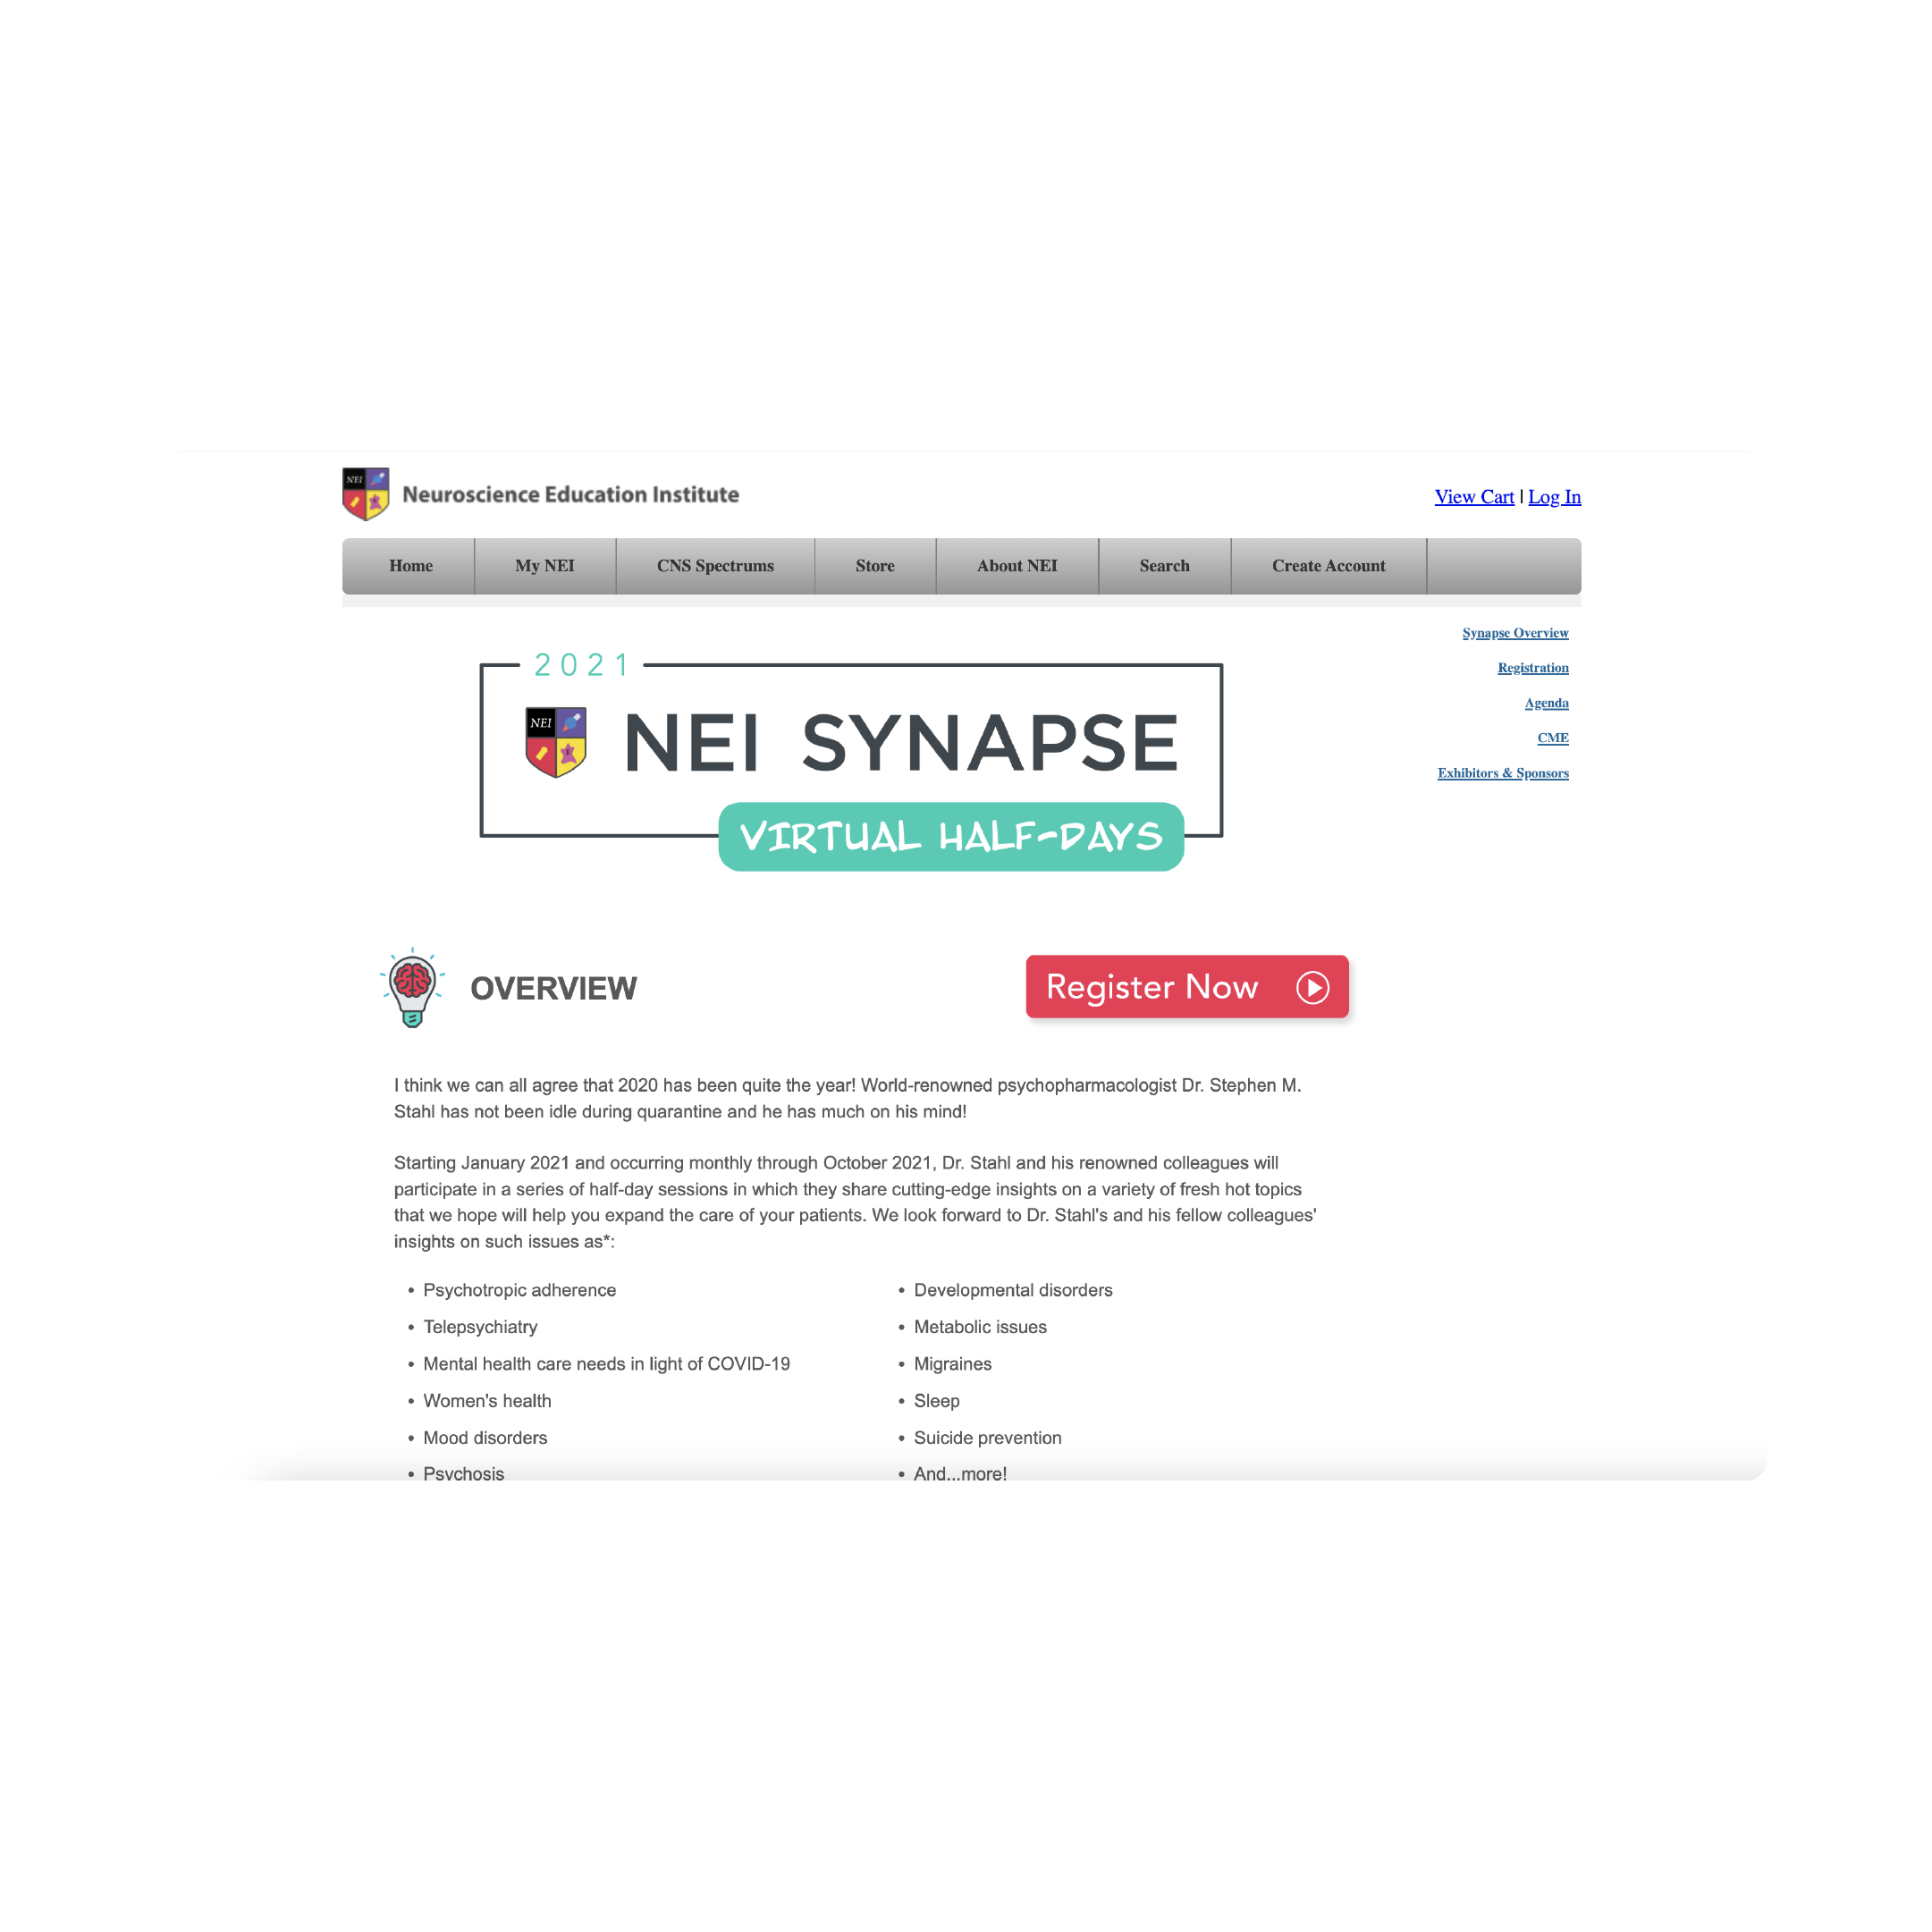 NEI
Neuroscience Education Institute
View Cart | Log In
Home
My NEI
CNS Spectrums
Store
About NEI
Search
Create Account
Synapse Overview
Registration
Agenda
CME
Exhibitors & Sponsors
2021
NEI
NEI SYNAPSE
VIRTUAL HALF-DAYS
OVERVIEW
Register Now
I think we can all agree that 2020 has been quite the year! World-renowned psychopharmacologist Dr. Stephen M.
Stahl has not been idle during quarantine and he has much on his mind!
Starting January 2021 and occurring monthly through October 2021, Dr. Stahl and his renowned colleagues will
participate in a series of half-day sessions in which they share cutting-edge insights on a variety of fresh hot topics
that we hope will help you expand the care of your patients. We look forward to Dr. Stahl's and his fellow colleagues'
insights on such issues as*:
• Psychotropic adherence
• Telepsychiatry
• Mental health care needs in light of COVID-19
• Women's health
• Mood disorders
• Psychosis
• Developmental disorders
• Metabolic issues
• Migraines
• Sleep
• Suicide prevention
• And...more!